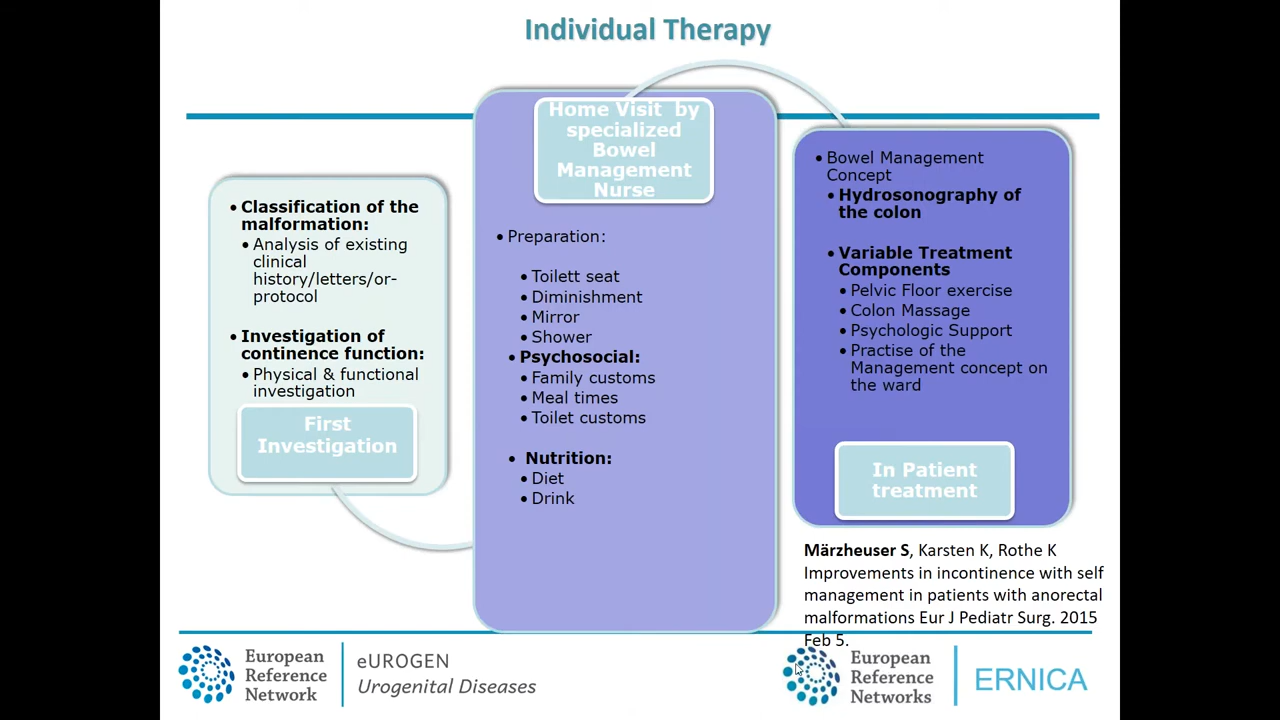 Individual Therapy
Classification of the
malformation:
Analysis of existing
clinical
history/letters/or-
protocol
Investigation of
continence function:
Physical & functional
investigation
First
Investigation
Home Visit by
specialized
Bowel
Management
Nurse
Preparation:
Toilett seat
Diminishment
Mirror
Shower
Psychosocial:
Family customs
Meal times
Toilet customs
Nutrition:
Diet
Drink
Bowel Management
Concept
Hydrosonography of
the colon
Variable Treatment
Components
Pelvic Floor exercise
Colon Massage
Psychologic Support
Practise of the
Management concept on
the ward
In Patient
treatment
Märzheuser S, Karsten K, Rothe K
Improvements in incontinence with self
management in patients with anorectal
malformations Eur J Pediatr Surg. 2015
Feb 5.
European
Reference
Network
eUROGEN
Urogenital Diseases
European
Reference
Networks
ERNICA